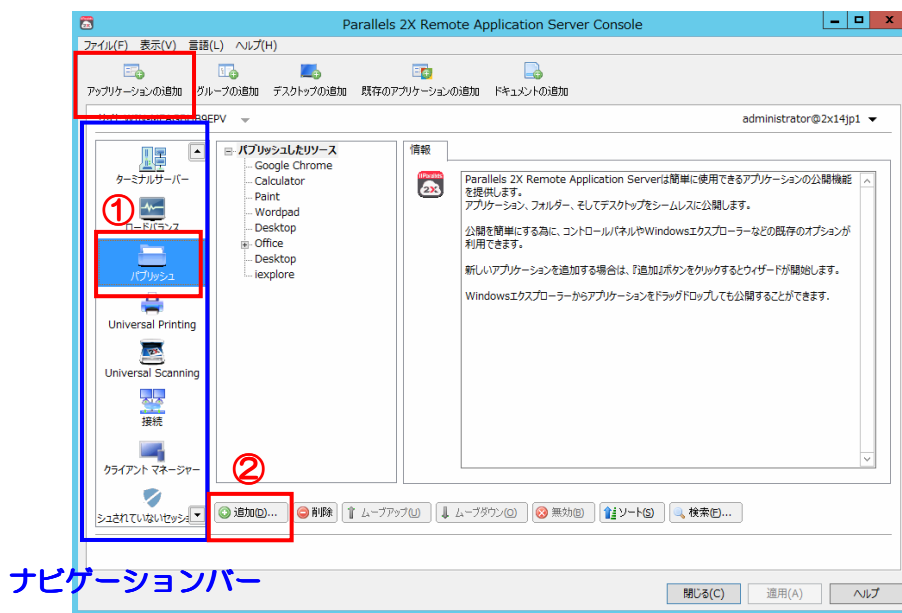 Parallels 2X Remote Application Server Console
ファイル(F) 表示(V) 言語(L) ヘルプ(H)
アップリケーションの追加 グループの追加 デスクトップの追加 既存のアプリケーションの追加 ドキュメントの追加
administrator@2x14jp1
ターミナルサーバー
①
ロードバランス
パブリッシュ
Universal Printing
Universal Scanning
接続
クライアント マネージャー
シュされていないセッシ
パブリッシュしたリソース
Google Chrome
Calculator
Paint
Wordpad
Desktop
Office
Desktop
iexplore
情報
Parallels 2X Remote Application Serverは簡単に使用できるアプリケーションの公開機能
を提供します。
アプリケーション、フォルダー、そしてデスクトップをシームレスに公開します。
公開を簡単にする為に、コントロールパネルやWindowsエクスプローラーなどの既存のオプションが
利用できます。
新しいアプリケーションを追加する場合は、『追加』ボタンをクリックするとウィザードが開始します。
Windowsエクスプローラーからアプリケーションをドラッグドロップしても公開することができます.
②
追加(D)... 削除 ムーブアップ(U) ムーブダウン(O) 無効(B) ソート(S) 検索(F)...
ナビゲーションバー
閉じる(C) 適用(A) ヘルプ